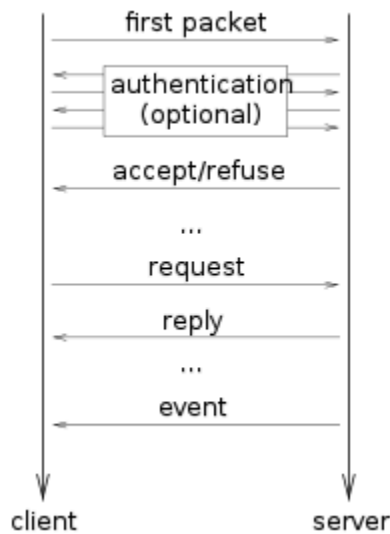 first packet
authentication
(optional)
accept/refuse
...
request
reply
...
event
client server